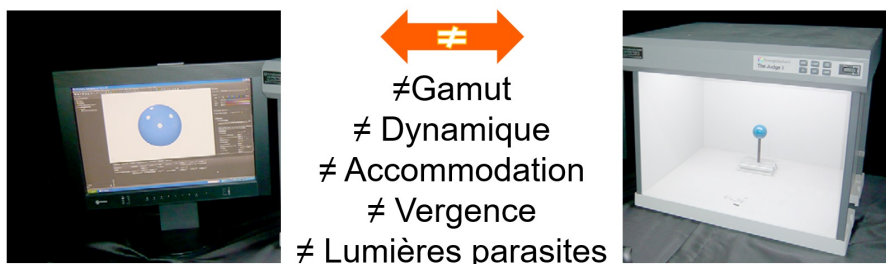 ≠
≠Gamut
≠ Dynamique
≠ Accommodation
≠ Vergence
≠ Lumières parasites
The Judge II